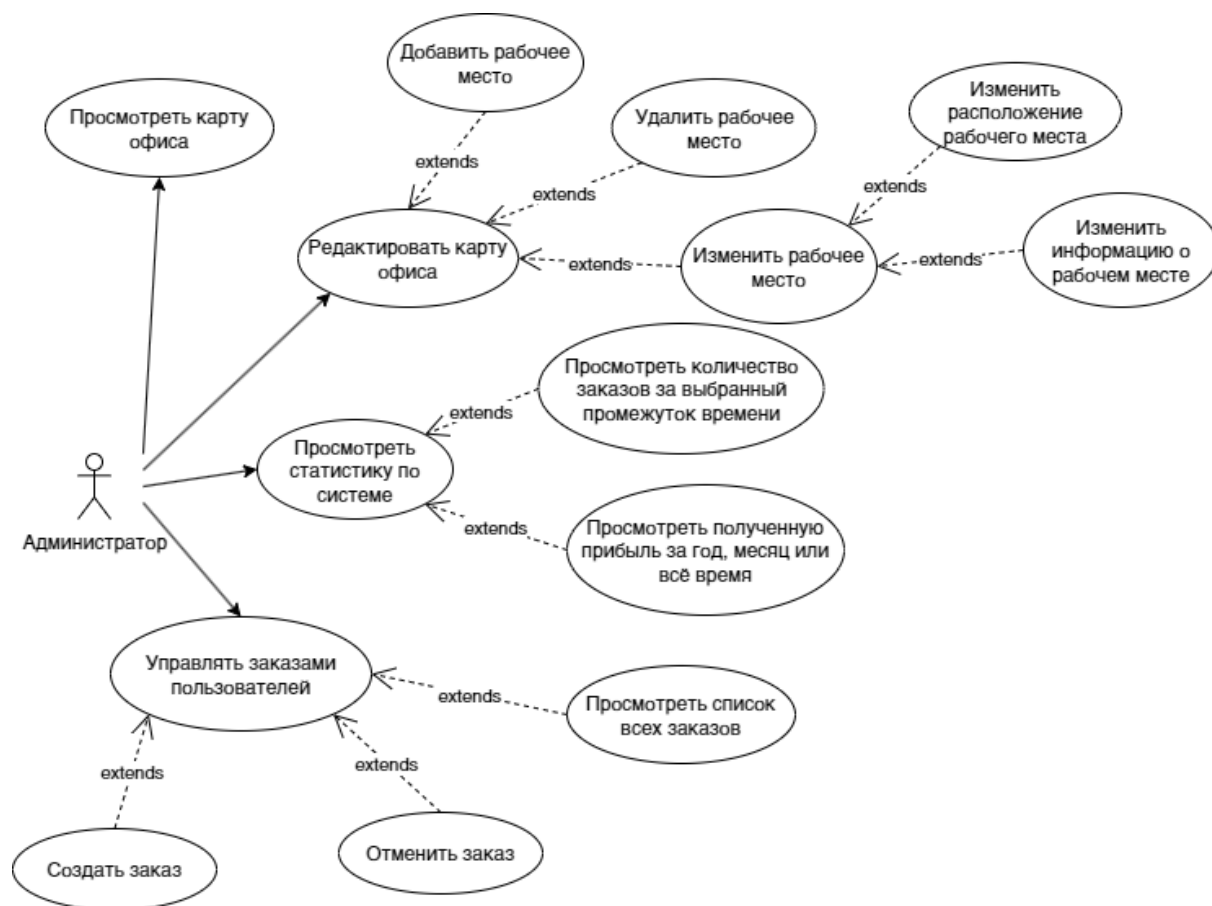 Добавить рабочее
место
Просмотреть карту
офиса
Удалить рабочее
место
Изменить
расположение
рабочего места
extends
extends
extends
Редактировать карту
офиса
extends
Изменить рабочее
место
extends
Изменить
информацию о
рабочем месте
Просмотреть количество
заказов за выбранный
промежуток времени
extends
Просмотреть
статистику по
системе
extends
Просмотреть полученную
прибыль за год, месяц или
всё время
Администратор
Управлять заказами
пользователей
extends
Просмотреть список
всех заказов
extends
extends
Создать заказ
Отменить заказ